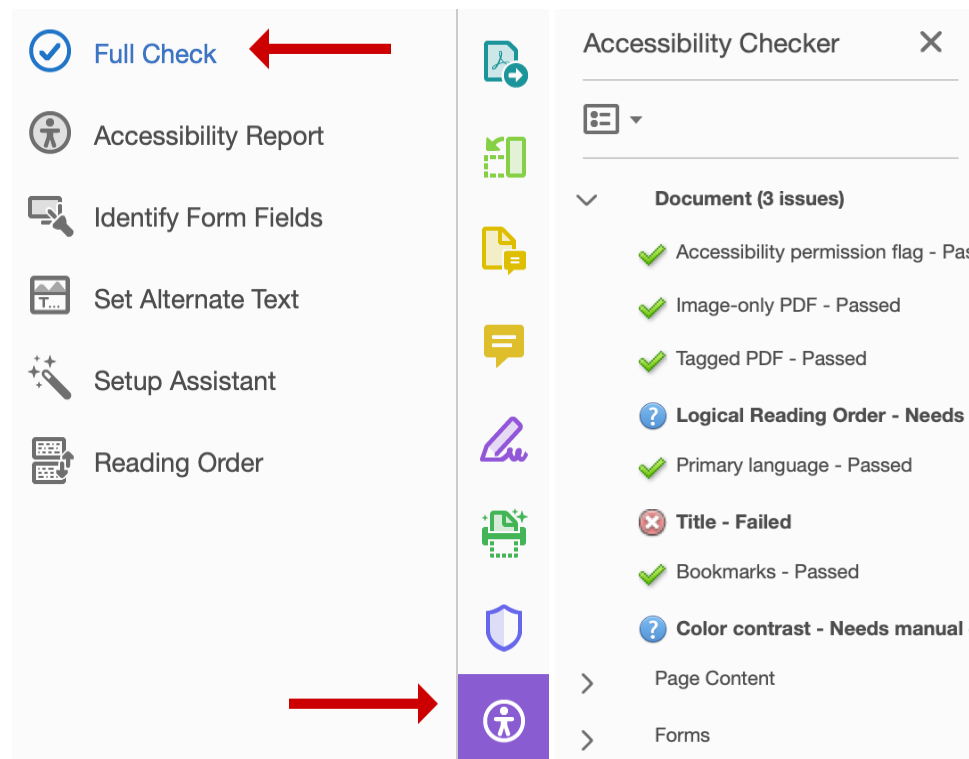 Full Check
Accessibility Report
Identify Form Fields
T...
Set Alternate Text
Setup Assistant
Reading Order
Accessibility Checker
Document (3 issues)
Accessibility permission flag - Pas
Image-only PDF - Passed
Tagged PDF - Passed
Logical Reading Order - Needs
Primary language - Passed
Title - Failed
Bookmarks - Passed
Color contrast - Needs manual
Page Content
Forms